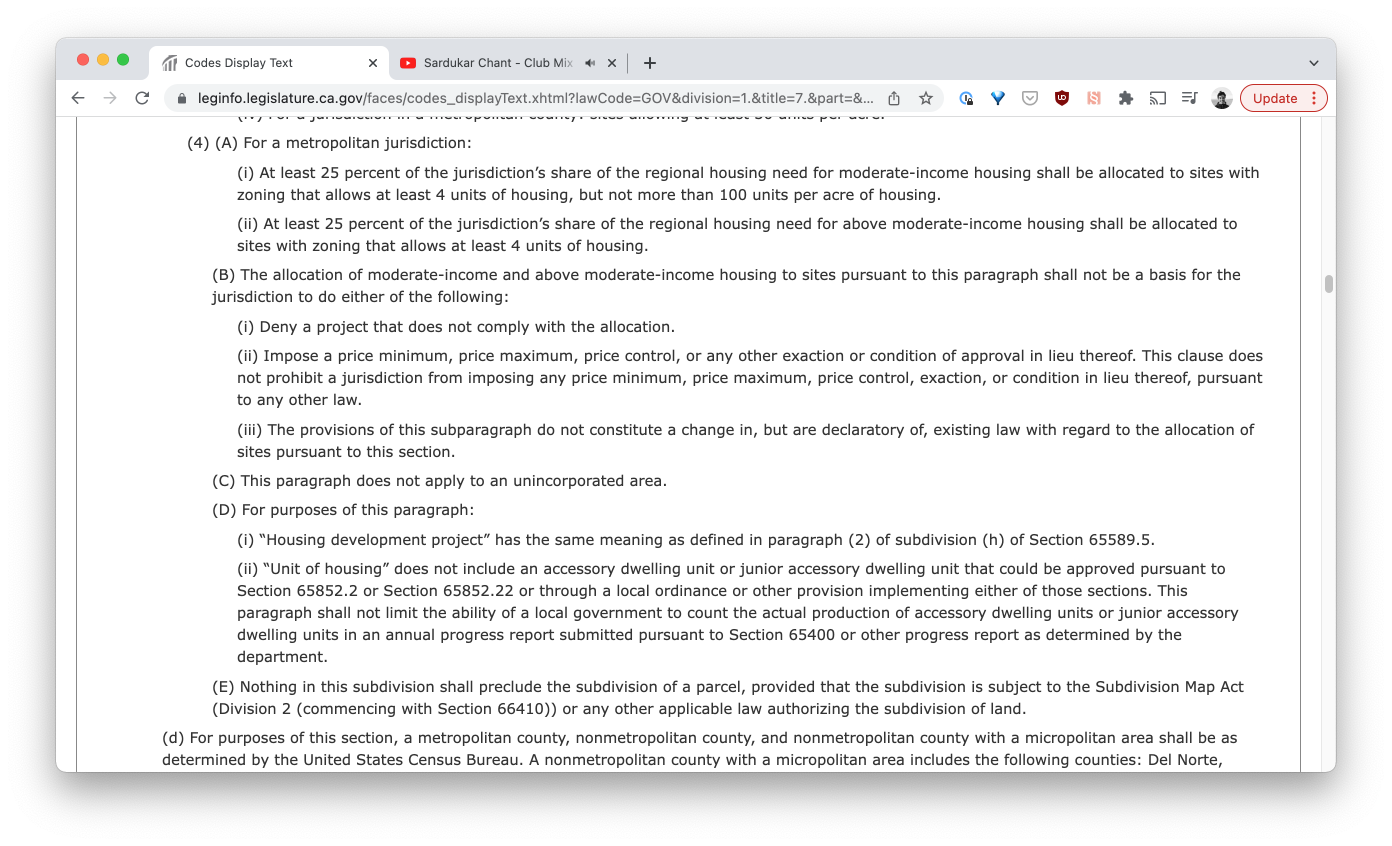 Codes Display Text
Sardukar Chant - Club Mix
leginfo.legislature.ca.gov/faces/codes_displayText.xhtml?lawCode=GOV&division=1.&title=7.&part=&...
Update
(iv) For a jurisdiction in a metropolitan county: sites allowing at least 30 units per acre.
(4) (A) For a metropolitan jurisdiction:
(i) At least 25 percent of the jurisdiction’s share of the regional housing need for moderate-income housing shall be allocated to sites with
zoning that allows at least 4 units of housing, but not more than 100 units per acre of housing.
(ii) At least 25 percent of the jurisdiction’s share of the regional housing need for above moderate-income housing shall be allocated to
sites with zoning that allows at least 4 units of housing.
(B) The allocation of moderate-income and above moderate-income housing to sites pursuant to this paragraph shall not be a basis for the
jurisdiction to do either of the following:
(i) Deny a project that does not comply with the allocation.
(ii) Impose a price minimum, price maximum, price control, or any other exaction or condition of approval in lieu thereof. This clause does
not prohibit a jurisdiction from imposing any price minimum, price maximum, price control, exaction, or condition in lieu thereof, pursuant
to any other law.
(iii) The provisions of this subparagraph do not constitute a change in, but are declaratory of, existing law with regard to the allocation of
sites pursuant to this section.
(C) This paragraph does not apply to an unincorporated area.
(D) For purposes of this paragraph:
(i) “Housing development project” has the same meaning as defined in paragraph (2) of subdivision (h) of Section 65589.5.
(ii) “Unit of housing” does not include an accessory dwelling unit or junior accessory dwelling unit that could be approved pursuant to
Section 65852.2 or Section 65852.22 or through a local ordinance or other provision implementing either of those sections. This
paragraph shall not limit the ability of a local government to count the actual production of accessory dwelling units or junior accessory
dwelling units in an annual progress report submitted pursuant to Section 65400 or other progress report as determined by the
department.
(E) Nothing in this subdivision shall preclude the subdivision of a parcel, provided that the subdivision is subject to the Subdivision Map Act
(Division 2 (commencing with Section 66410)) or any other applicable law authorizing the subdivision of land.
(d) For purposes of this section, a metropolitan county, nonmetropolitan county, and nonmetropolitan county with a micropolitan area shall be as
determined by the United States Census Bureau. A nonmetropolitan county with a micropolitan area includes the following counties: Del Norte,